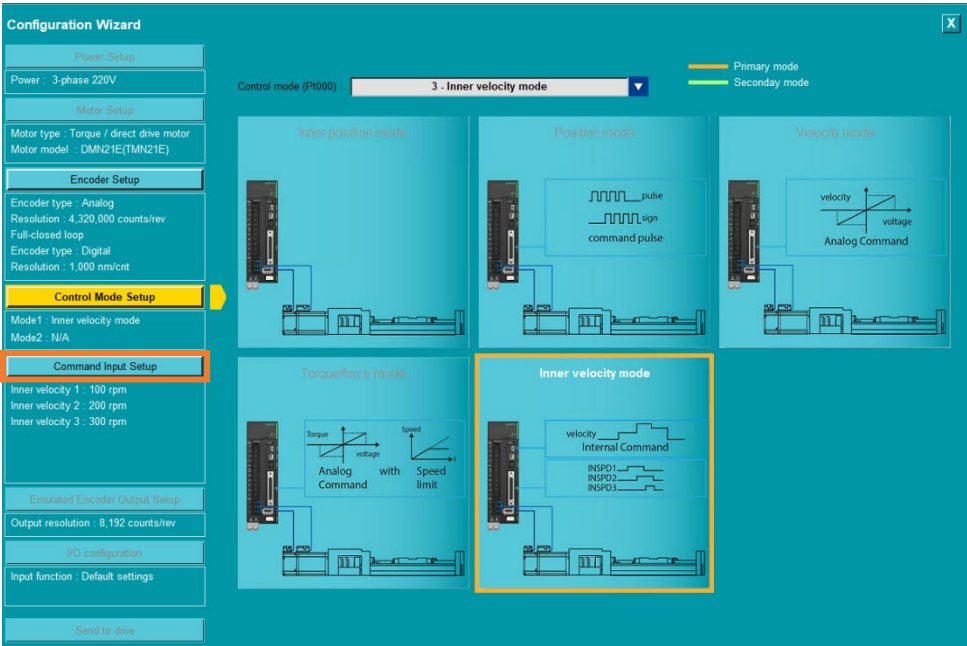 Configuration Wizard
X
Power Setup
Power : 3-phase 220V
Motor Setup
Motor type : Torque / direct drive motor
Motor model : DMN21E(TMN21E)
Encoder Setup
Encoder type : Analog
Resolution : 4,320,000 counts/rev
Full-closed loop
Encoder type : Digital
Resolution : 1,000 nm/cnt
Control Mode Setup
Mode1 : Inner velocity mode
Mode2 : N/A
Command Input Setup
Inner velocity 1 : 100 rpm
Inner velocity 2 : 200 rpm
Inner velocity 3 : 300 rpm
Emulated Encoder Output Setup
Output resolution : 8,192 counts/rev
I/O configuration
Input function : Default settings
Send to drive
Control mode (Pt000) : 3 - Inner velocity mode
Primary mode
Seconday mode
Inner position mode
Position mode
pulse
sign
command pulse
Velocity mode
velocity
voltage
Analog Command
Torque/force mode
Torque
voltage
Speed
t
Analog with Speed
Command limit
Inner velocity mode
velocity
Internal Command
INSPD1
INSPD2
INSPD3